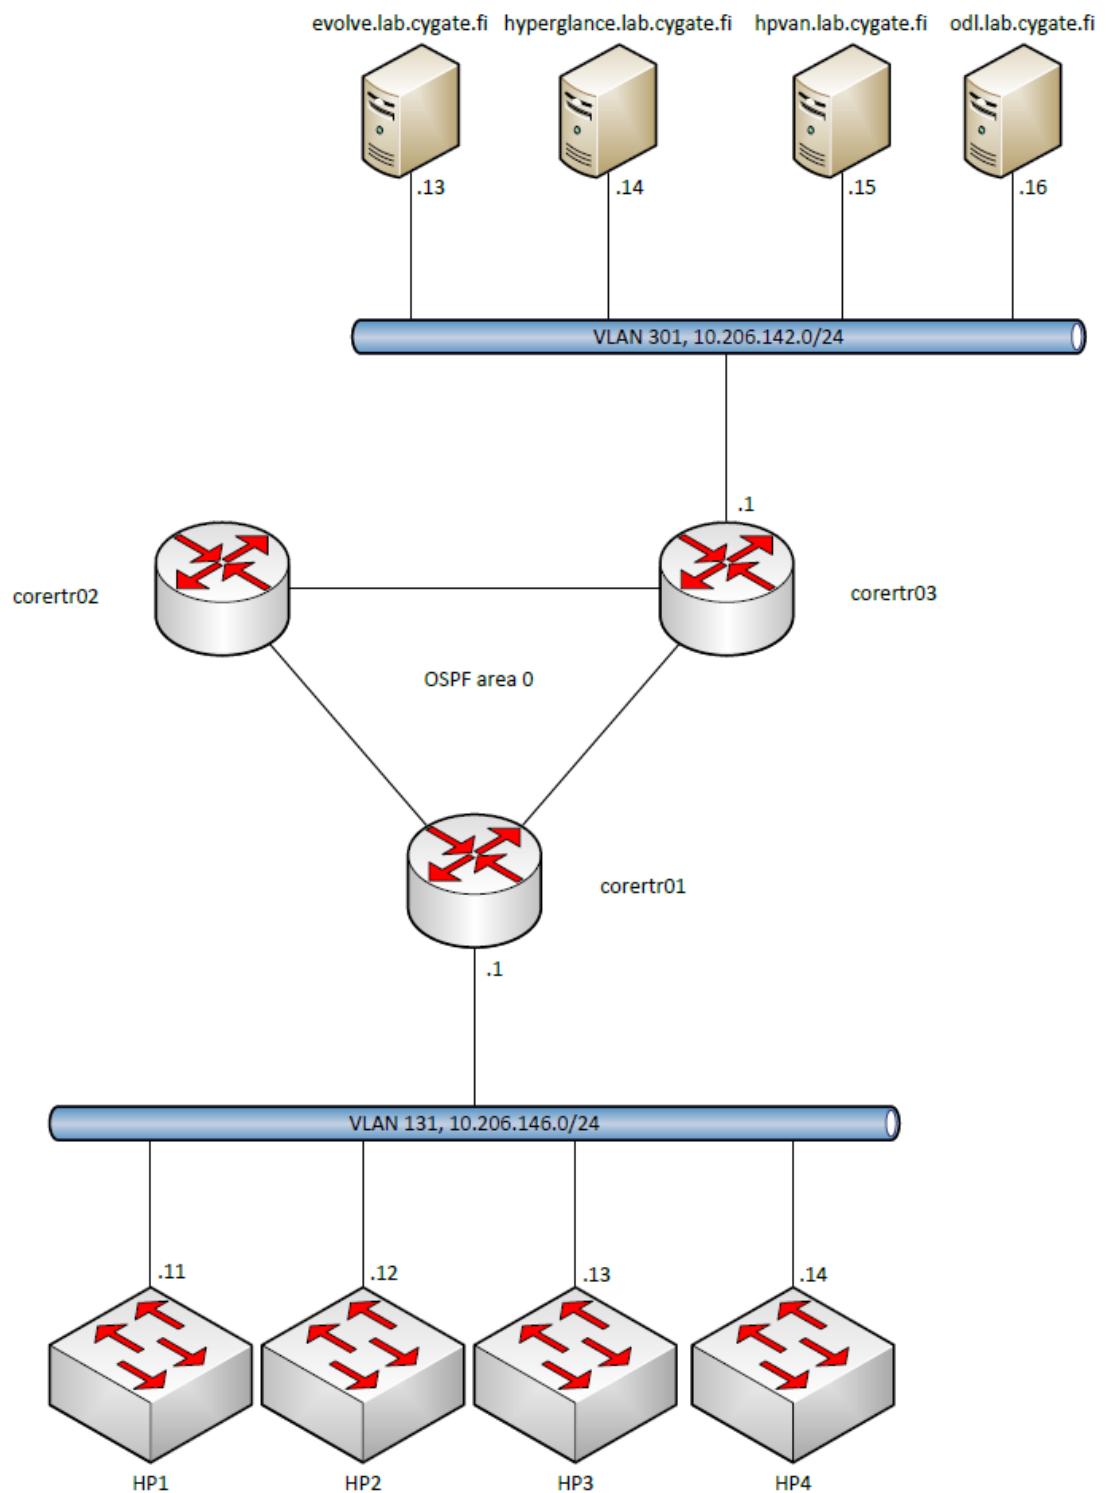 evolve.lab.cygate.fi hyperglance.lab.cygate.fi hpvan.lab.cygate.fi odl.lab.cygate.fi
.13 .14 .15 .16
VLAN 301, 10.206.142.0/24
.1
corertr02 corertr03
OSPF area 0
corertr01
.1
VLAN 131, 10.206.146.0/24
.11 .12 .13 .14
HP1 HP2 HP3 HP4